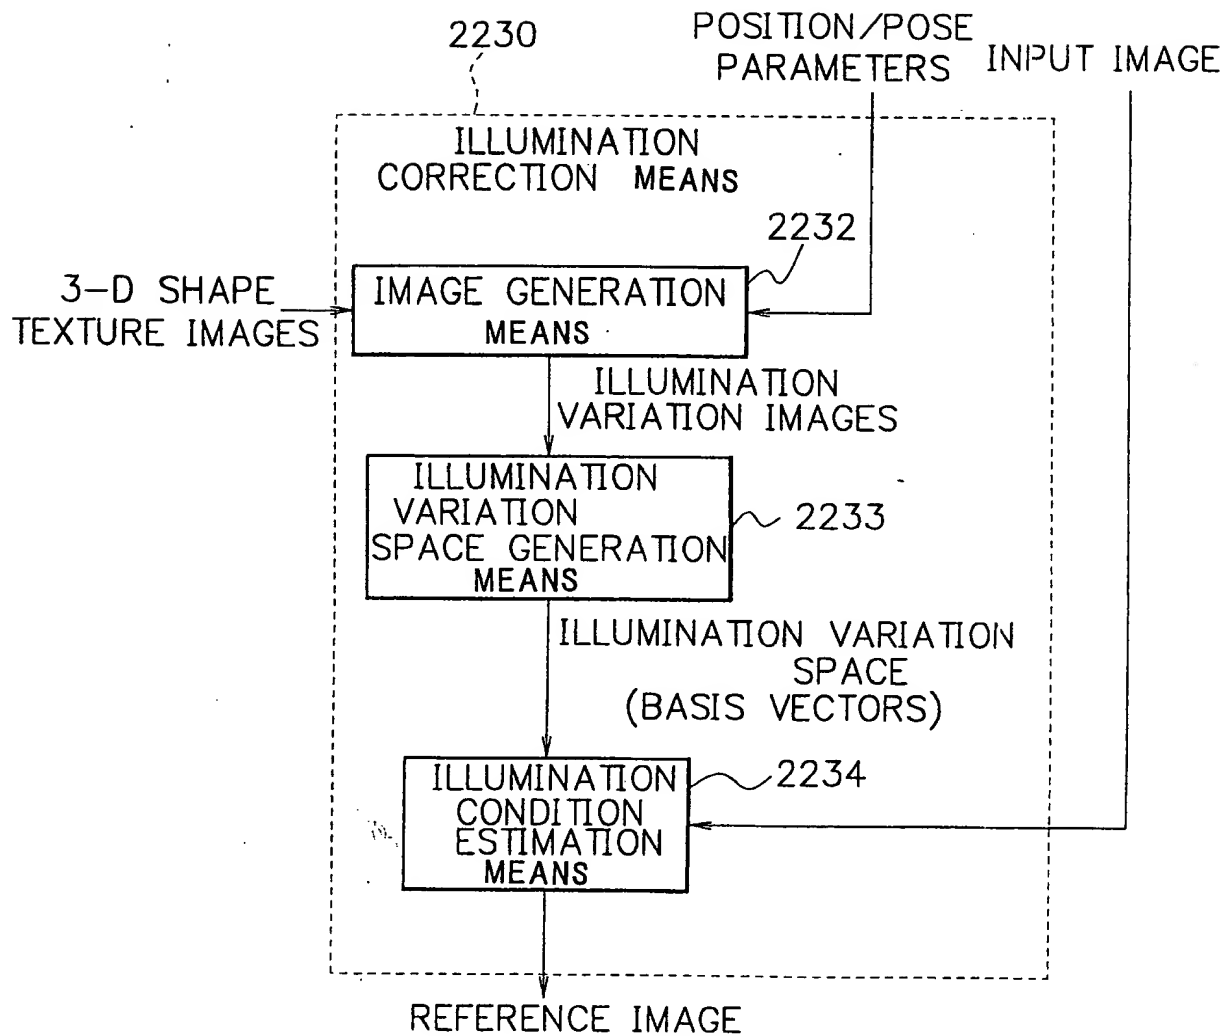 2230
POSITION/POSE
PARAMETERS
INPUT IMAGE
ILLUMINATION
CORRECTION MEANS
2232
3-D SHAPE
TEXTURE IMAGES
IMAGE GENERATION
MEANS
ILLUMINATION
VARIATION IMAGES
ILLUMINATION
VARIATION
SPACE GENERATION
MEANS
2233
ILLUMINATION VARIATION
SPACE
(BASIS VECTORS)
2234
ILLUMINATION
CONDITION
ESTIMATION
MEANS
REFERENCE IMAGE